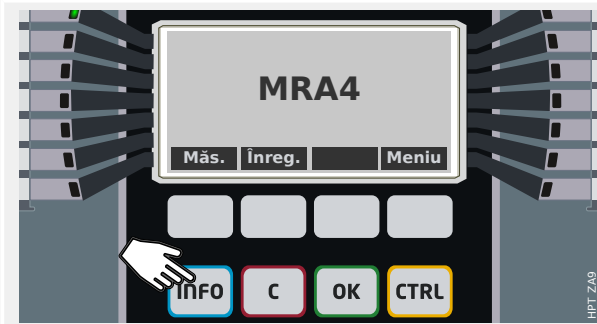 MRA4
Măs. Înreg. Meniu
INFO C OK CTRL
HPT ZA9